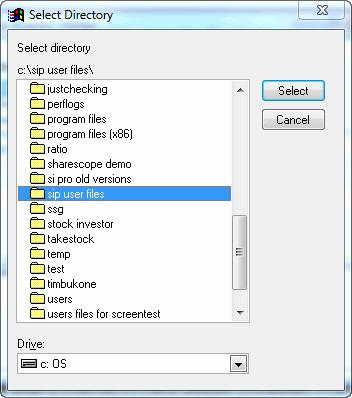 Select Directory
Select directory
c:\sip user files\
justchecking
perflogs
program files
program files (x86)
ratio
sharescope demo
si pro old versions
sip user files
ssg
stock investor
takestock
temp
test
timbukone
users
users files for screentest
Select
Cancel
Drive:
c: OS